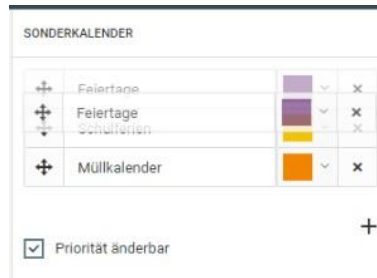 SONDERKALENDER
Feiertage
Feiertage
Schulferien
Müllkalender
Priorität änderbar